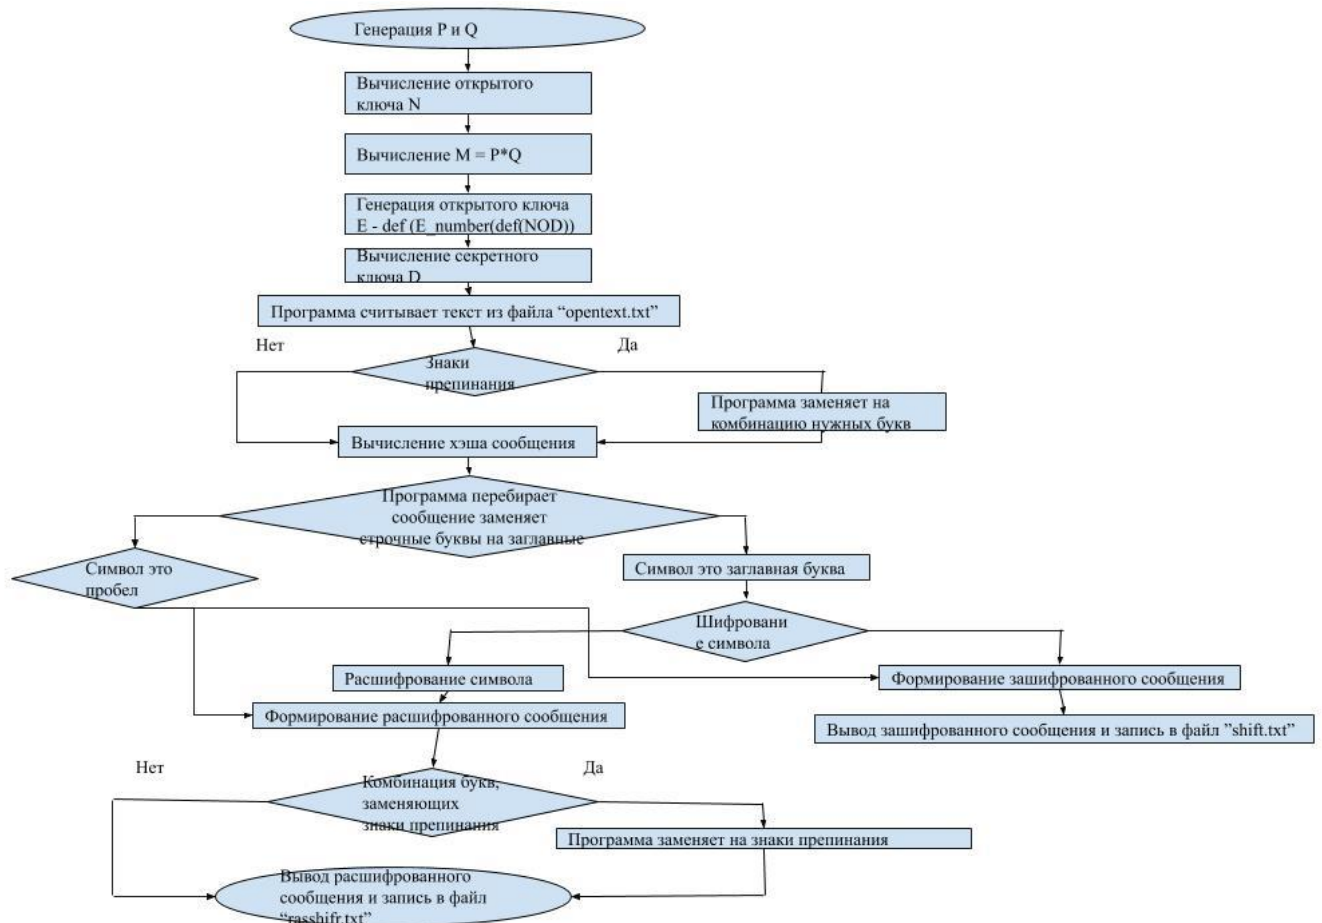 Генерация P и Q
Вычисление открытого
ключа N
Вычисление M = P*Q
Генерация открытого ключа
E - def (E_number(def(NOD))
Вычисление секретного
ключа D
Программа считывает текст из файла “opentext.txt”
Нет
Да
Знаки
препинания
Программа заменяет на
комбинацию нужных букв
Вычисление хэша сообщения
Программа перебирает
сообщение заменяет
строчные буквы на заглавные
Символ это
пробел
Символ это заглавная буква
Шифровани
е символа
Расшифрование символа
Формирование зашифрованного сообщения
Формирование расшифрованного сообщения
Вывод зашифрованного сообщения и запись в файл ”shift.txt”
Нет
Да
Комбинация букв,
заменяющих
знаки препинания
Программа заменяет на знаки препинания
Вывод расшифрованного
сообщения и запись в файл
“rasshifr.txt”